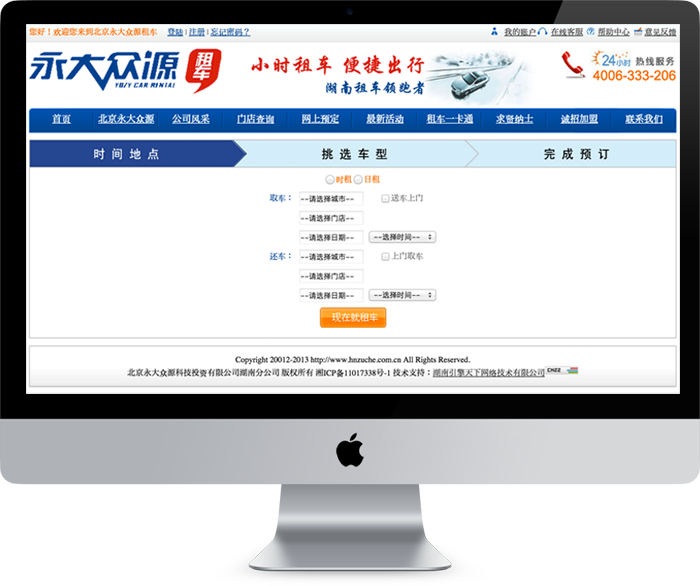 您好！欢迎您来到北京永大众源租车 登陆 | 注册 | 忘记密码？ 我的账户 在线客服 帮助中心 意见反馈
永大众源 租车
YDZY CAR RENTAL
小时租车 便捷出行
湖南租车领跑者
24小时 热线服务
4006-333-206
首页 北京永大众源 公司风采 门店查询 网上预定 最新活动 租车一卡通 求贤纳士 诚招加盟 联系我们
时间地点 挑选车型 完成预订
时租 日租
取车： --请选择城市-- 送车上门
--请选择门店--
--请选择日期-- --选择时间--
还车： --请选择城市-- 上门取车
--请选择门店--
--请选择日期-- --选择时间--
现在就租车
Copyright 20012-2013 http://www.hnzuche.com.cn All Rights Reserved.
北京永大众源科技投资有限公司湖南分公司 版权所有 湘ICP备11017338号-1 技术支持：湖南引擎天下网络技术有限公司 CNZZ